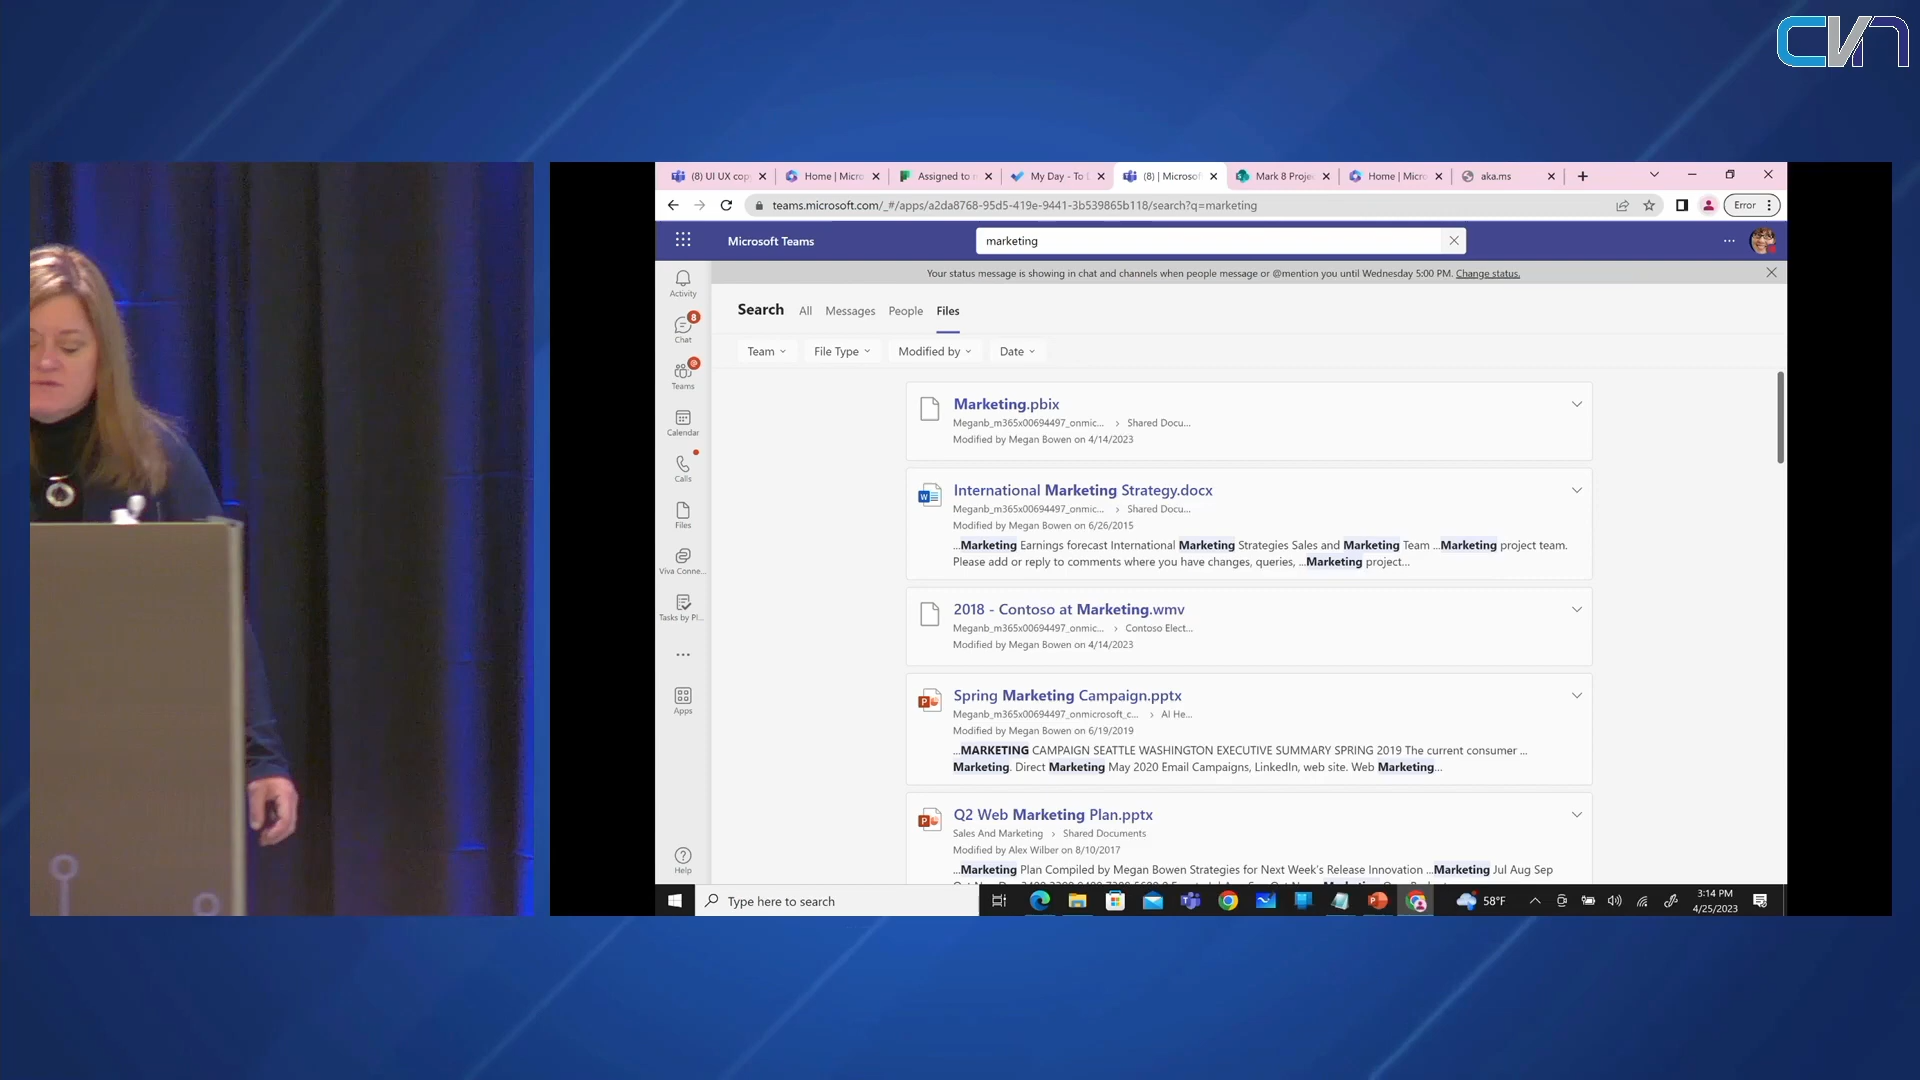 CVN
(8) UI UX cop
Home | Micro
Assigned to m
My Day - To
(8) | Microsof
Mark 8 Projec
Home | Micro
aka.ms
teams.microsoft.com/_#/apps/a2da8768-95d5-419e-9441-3b539865b118/search?q=marketing
Error
Microsoft Teams
marketing
Your status message is showing in chat and channels when people message or @mention you until Wednesday 5:00 PM. Change status.
Activity
8
Chat
@
Teams
Calendar
Calls
Files
Viva Conne...
Tasks by Pl...
Apps
Help
Search
All
Messages
People
Files
Team
File Type
Modified by
Date
Marketing.pbix
Meganb_m365x00694497_onmic... > Shared Docu...
Modified by Megan Bowen on 4/14/2023
International Marketing Strategy.docx
Meganb_m365x00694497_onmic... > Shared Docu...
Modified by Megan Bowen on 6/26/2015
...Marketing Earnings forecast International Marketing Strategies Sales and Marketing Team ...Marketing project team.
Please add or reply to comments where you have changes, queries, ...Marketing project...
2018 - Contoso at Marketing.wmv
Meganb_m365x00694497_onmic... > Contoso Elect...
Modified by Megan Bowen on 4/14/2023
Spring Marketing Campaign.pptx
Meganb_m365x00694497_onmicrosoft_c... > AI He...
Modified by Megan Bowen on 6/19/2019
...MARKETING CAMPAIGN SEATTLE WASHINGTON EXECUTIVE SUMMARY SPRING 2019 The current consumer ...
Marketing. Direct Marketing May 2020 Email Campaigns, LinkedIn, web site. Web Marketing...
Q2 Web Marketing Plan.pptx
Sales And Marketing > Shared Documents
Modified by Alex Wilber on 8/10/2017
...Marketing Plan Compiled by Megan Bowen Strategies for Next Week's Release Innovation ...Marketing Jul Aug Sep
Type here to search
58°F
3:14 PM
4/25/2023